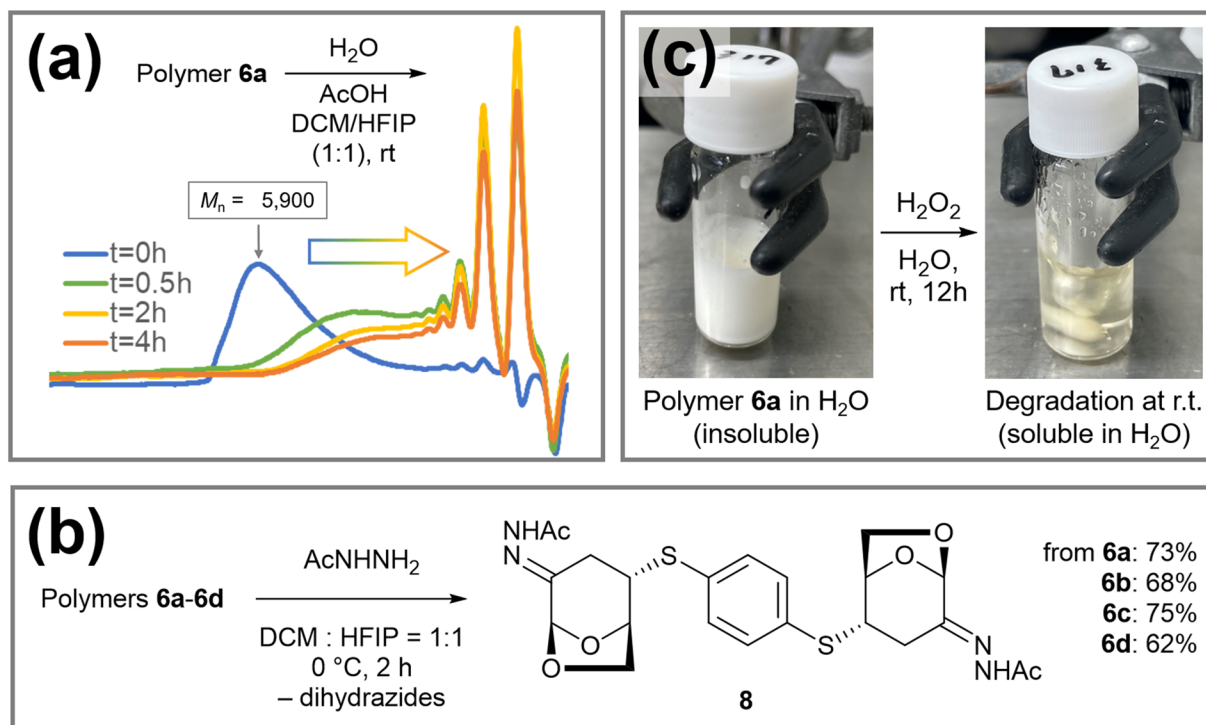 (a)
Polymer 6a
H₂O
AcOH
DCM/HFIP
(1:1), rt
Mn = 5,900
t=0h
t=0.5h
t=2h
t=4h
(c)
H₂O₂
H₂O,
rt, 12h
Polymer 6a in H₂O
(insoluble)
Degradation at r.t.
(soluble in H₂O)
(b)
Polymers 6a-6d
AcNHNH₂
DCM : HFIP = 1:1
0 °C, 2 h
– dihydrazides
NHAc
N
S
O
O
S
O
O
N
NHAc
8
from 6a: 73%
6b: 68%
6c: 75%
6d: 62%